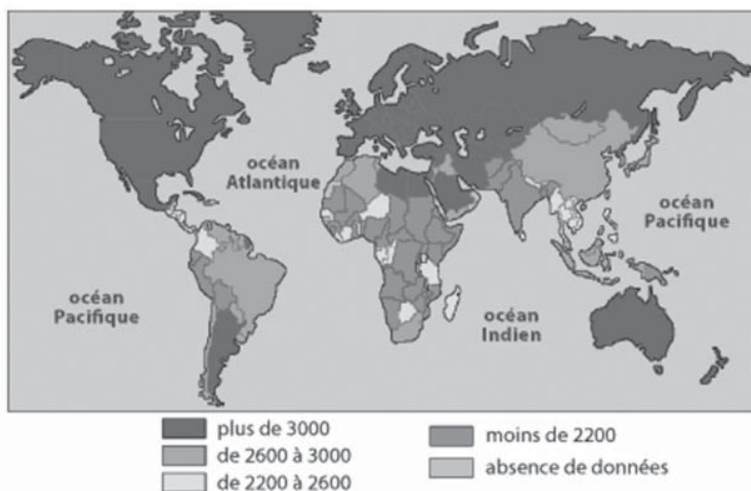 océan
Atlantique
océan
Pacifique
océan
Pacifique
océan
Indien
plus de 3000
de 2600 à 3000
de 2200 à 2600
moins de 2200
absence de données